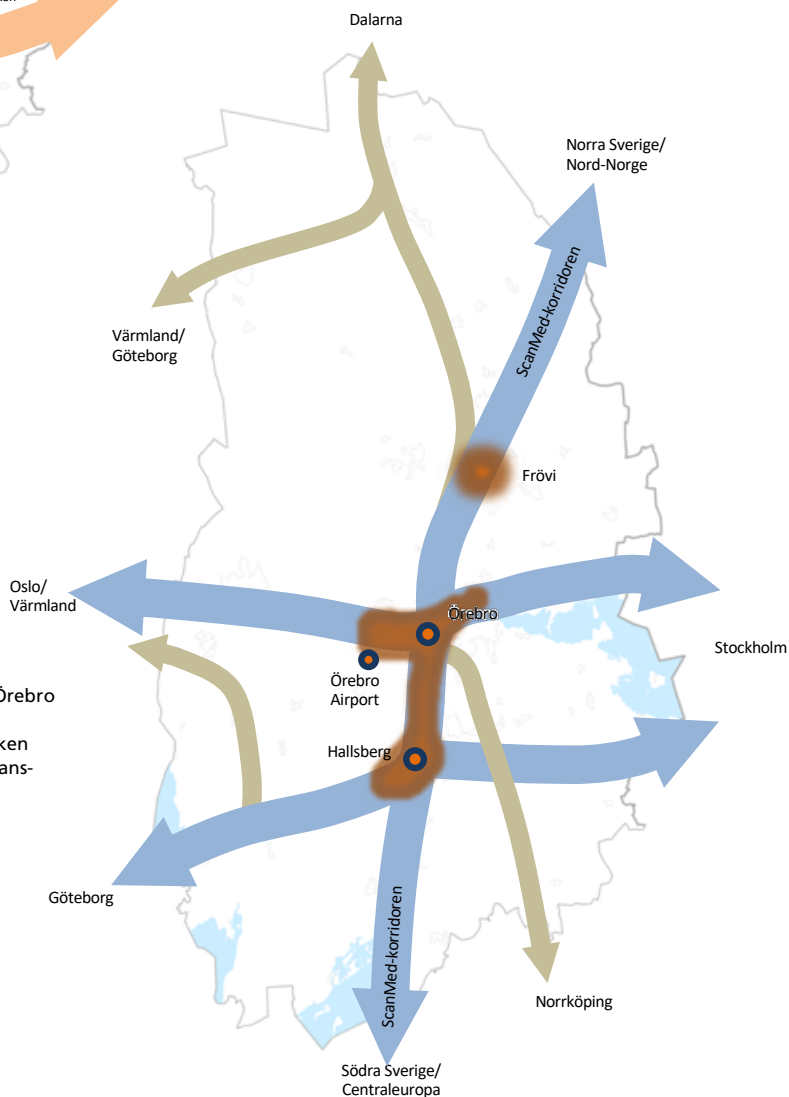 Dalarna
Norra Sverige/
Nord-Norge
ScanMed-korridoren
Värmland/
Göteborg
Frövi
Oslo/
Värmland
Örebro
Stockholm
Örebro
Airport
Örebro
ken
ans-
Hallsberg
Göteborg
ScanMed-korridoren
Norrköping
Södra Sverige/
Centraleuropa